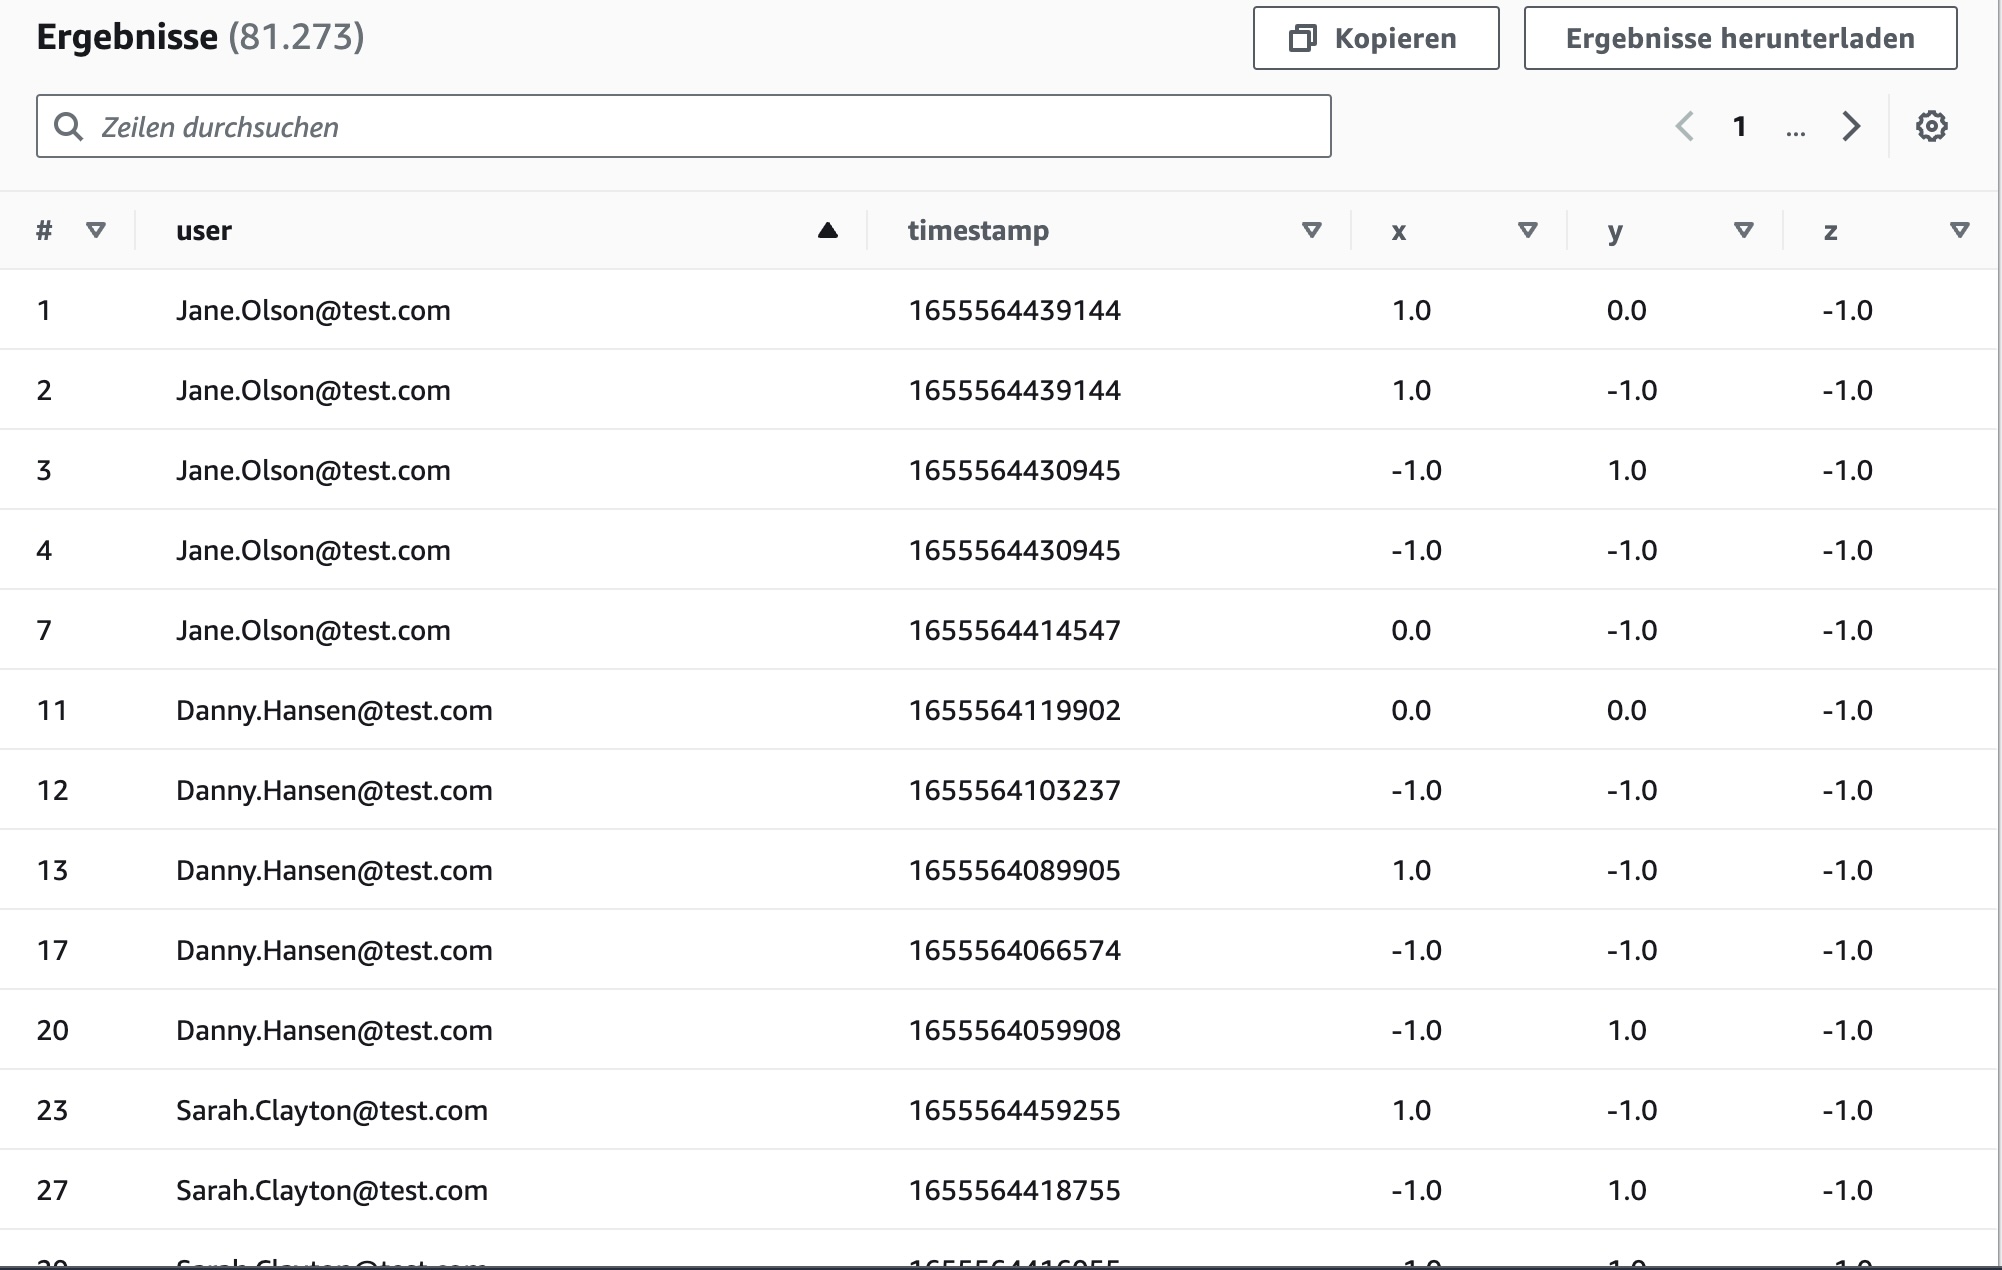 Ergebnisse (81.273) Kopieren Ergebnisse herunterladen
Zeilen durchsuchen 1 ...
# user timestamp x y z
1 Jane.Olson@test.com 1655564439144 1.0 0.0 -1.0
2 Jane.Olson@test.com 1655564439144 1.0 -1.0 -1.0
3 Jane.Olson@test.com 1655564430945 -1.0 1.0 -1.0
4 Jane.Olson@test.com 1655564430945 -1.0 -1.0 -1.0
7 Jane.Olson@test.com 1655564414547 0.0 -1.0 -1.0
11 Danny.Hansen@test.com 1655564119902 0.0 0.0 -1.0
12 Danny.Hansen@test.com 1655564103237 -1.0 -1.0 -1.0
13 Danny.Hansen@test.com 1655564089905 1.0 -1.0 -1.0
17 Danny.Hansen@test.com 1655564066574 -1.0 -1.0 -1.0
20 Danny.Hansen@test.com 1655564059908 -1.0 1.0 -1.0
23 Sarah.Clayton@test.com 1655564459255 1.0 -1.0 -1.0
27 Sarah.Clayton@test.com 1655564418755 -1.0 1.0 -1.0
Sarah.Clayton@test.com